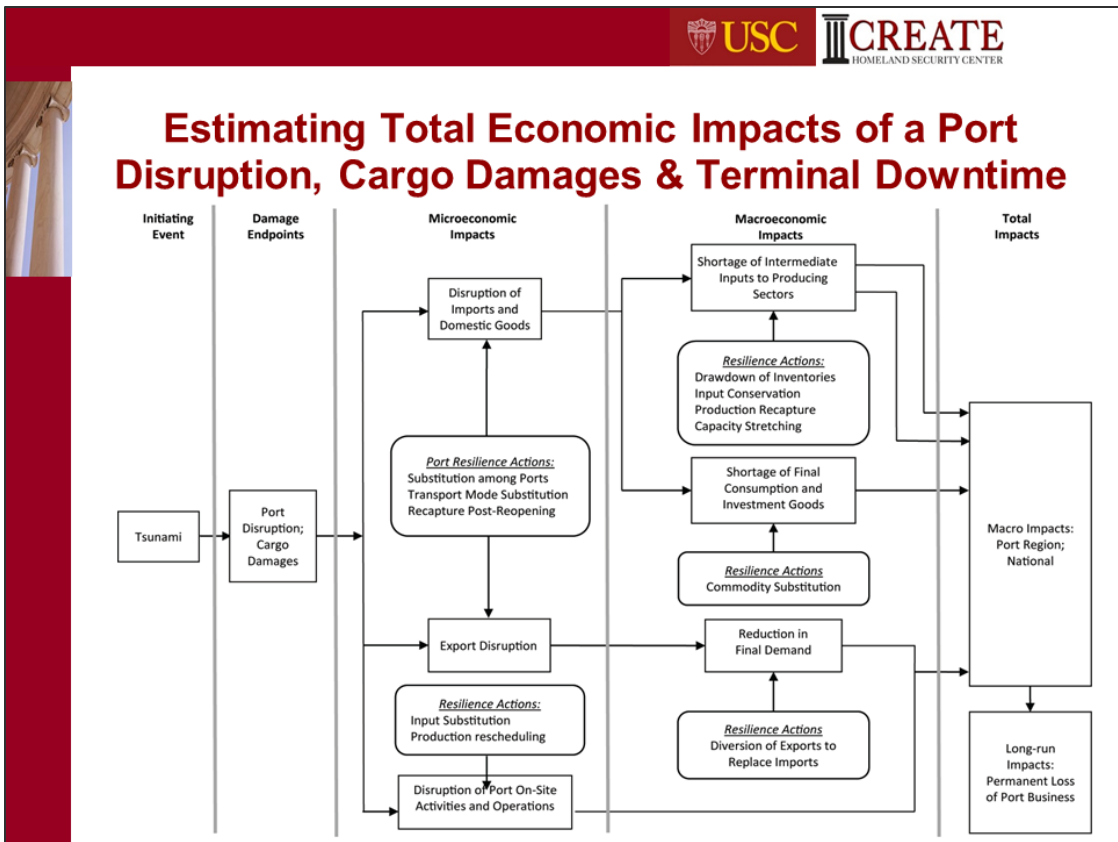 USC
CREATE
HOMELAND SECURITY CENTER
Estimating Total Economic Impacts of a Port
Disruption, Cargo Damages & Terminal Downtime
Initiating
Event
Damage
Endpoints
Microeconomic
Impacts
Macroeconomic
Impacts
Total
Impacts
Tsunami
Port
Disruption;
Cargo
Damages
Disruption of
Imports and
Domestic Goods
Port Resilience Actions:
Substitution among Ports
Transport Mode Substitution
Recapture Post-Reopening
Export Disruption
Resilience Actions:
Input Substitution
Production rescheduling
Disruption of Port On-Site
Activities and Operations
Shortage of Intermediate
Inputs to Producing
Sectors
Resilience Actions:
Drawdown of Inventories
Input Conservation
Production Recapture
Capacity Stretching
Shortage of Final
Consumption and
Investment Goods
Resilience Actions
Commodity Substitution
Reduction in
Final Demand
Resilience Actions
Diversion of Exports to
Replace Imports
Macro Impacts:
Port Region;
National
Long-run
Impacts:
Permanent Loss
of Port Business